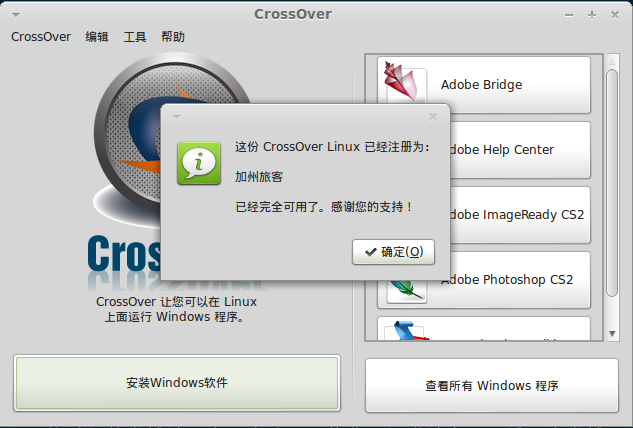 CrossOver
CrossOver 编辑 工具 帮助
Cros
CrossOver 让您可以在 Linux
上面运行 Windows 程序。
安装Windows软件
这份 CrossOver Linux 已经注册为:
加州旅客
已经完全可用了。感谢您的支持！
确定(O)
Adobe Bridge
dobe Help Center
dobe ImageReady CS2
Adobe Photoshop CS2
查看所有 Windows 程序